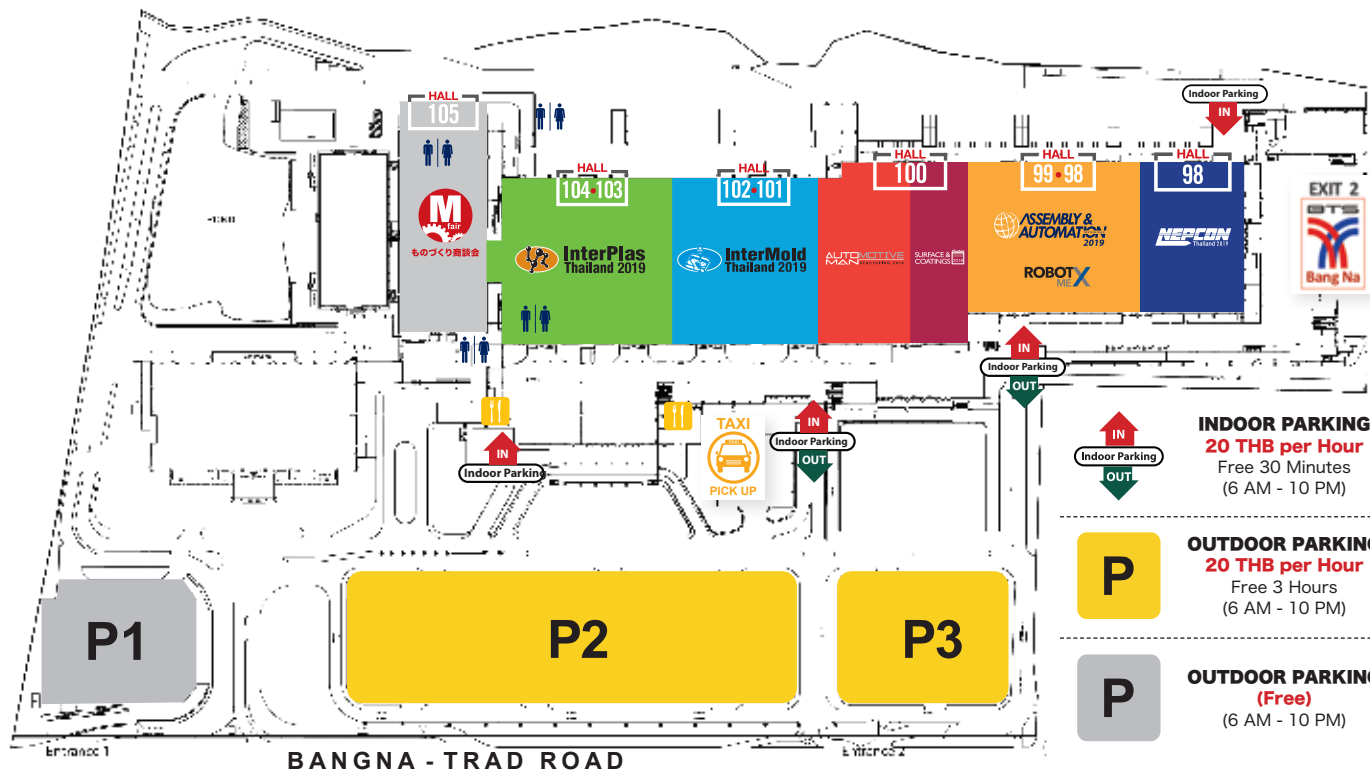 HALL
105
M
fair
ものづくり商談会
HALL
104•103
InterPlas
Thailand 2019
HALL
102•101
InterMold
Thailand 2019
HALL
100
AUTOMOTIVE
MAN
SURFACE &
COATINGS
HALL
99•98
ASSEMBLY &
AUTOMATION
2019
ROBOT X
ME
HALL
98
NEPCON
Thailand 2019
Indoor Parking
IN
EXIT 2
BTS
Bang Na
IN
Indoor Parking
OUT
IN
Indoor Parking
TAXI
TAXI
PICK UP
IN
Indoor Parking
OUT
IN
Indoor Parking
OUT
INDOOR PARKING
20 THB per Hour
Free 30 Minutes
(6 AM - 10 PM)
P
OUTDOOR PARKING
20 THB per Hour
Free 3 Hours
(6 AM - 10 PM)
P
OUTDOOR PARKING
(Free)
(6 AM - 10 PM)
P1
P2
P3
Entrance 1
Entrance 2
BANGNA - TRAD ROAD